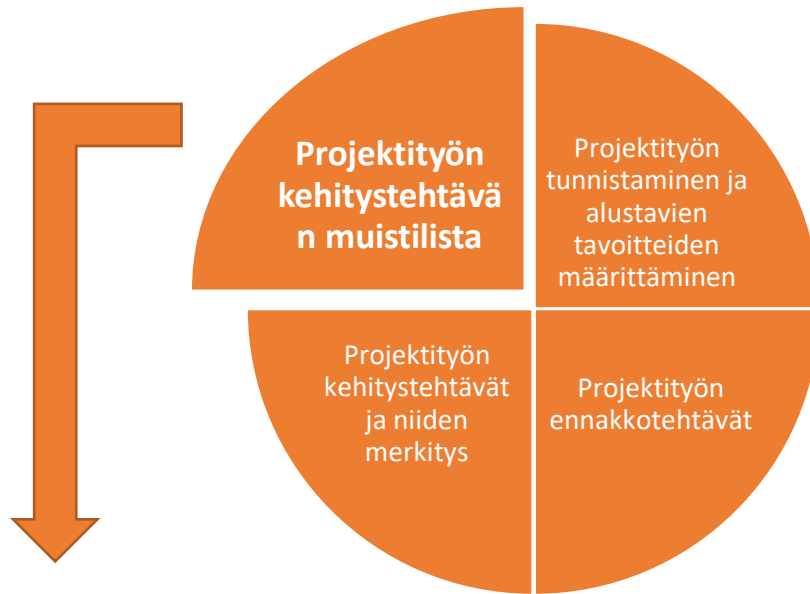 Projektityön
kehitystehtävä
n muistilista
Projektityön
tunnistaminen ja
alustavien
tavoitteiden
määrittäminen
Projektityön
kehitystehtävät
ja niiden
merkitys
Projektityön
ennakkotehtävät